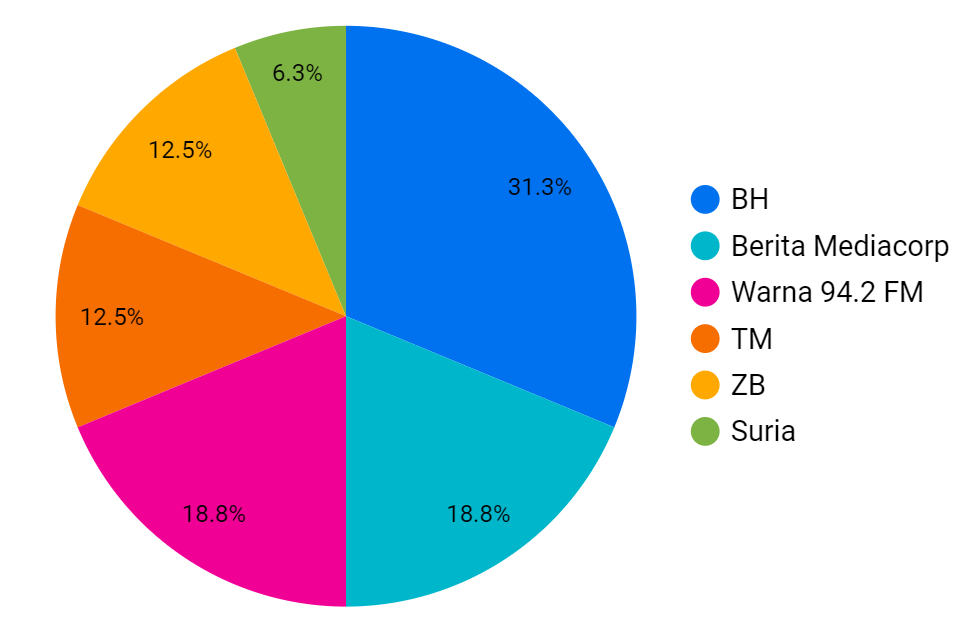 6.3%
12.5%
31.3%
12.5%
18.8%
18.8%
BH
Berita Mediacorp
Warna 94.2 FM
TM
ZB
Suria